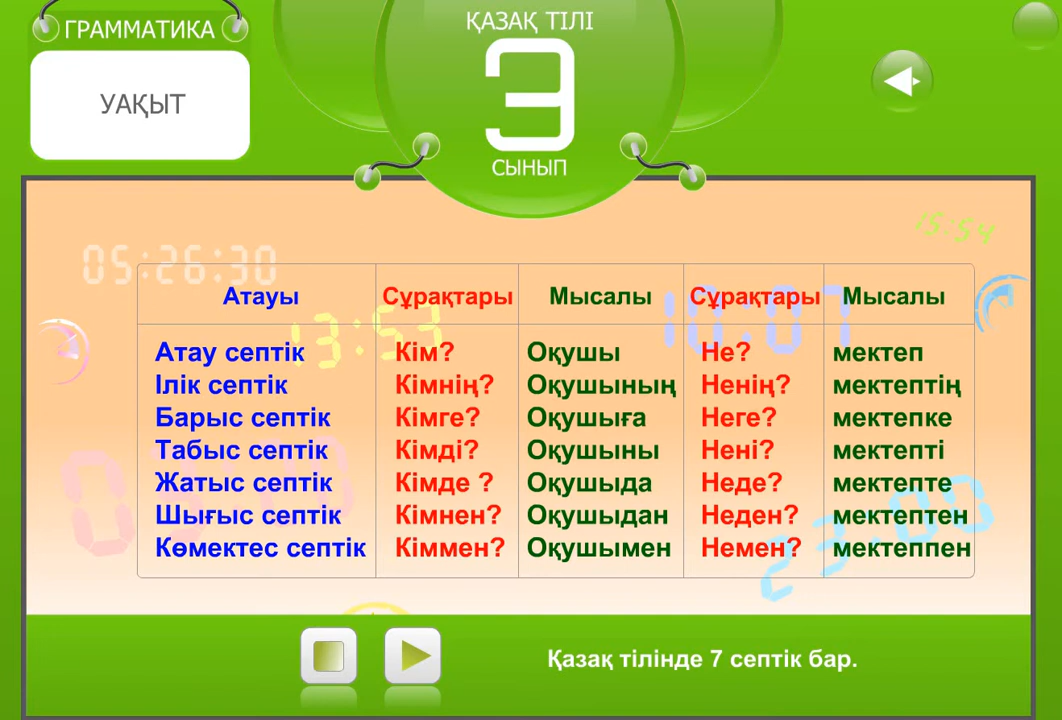 ГРАММАТИКА
УАҚЫТ
ҚАЗАҚ ТІЛІ
3
СЫНЫП
05:26:30
15:54
13:53
10:07
23:00
Атауы Сұрақтары Мысалы Сұрақтары Мысалы
Атау септік Кім? Оқушы Не? мектеп
Ілік септік Кімнің? Оқушының Ненің? мектептің
Барыс септік Кімге? Оқушыға Неге? мектепке
Табыс септік Кімді? Оқушыны Нені? мектепті
Жатыс септік Кімде ? Оқушыда Неде? мектепте
Шығыс септік Кімнен? Оқушыдан Неден? мектептен
Көмектес септік Кіммен? Оқушымен Немен? мектеппен
Қазақ тілінде 7 септік бар.